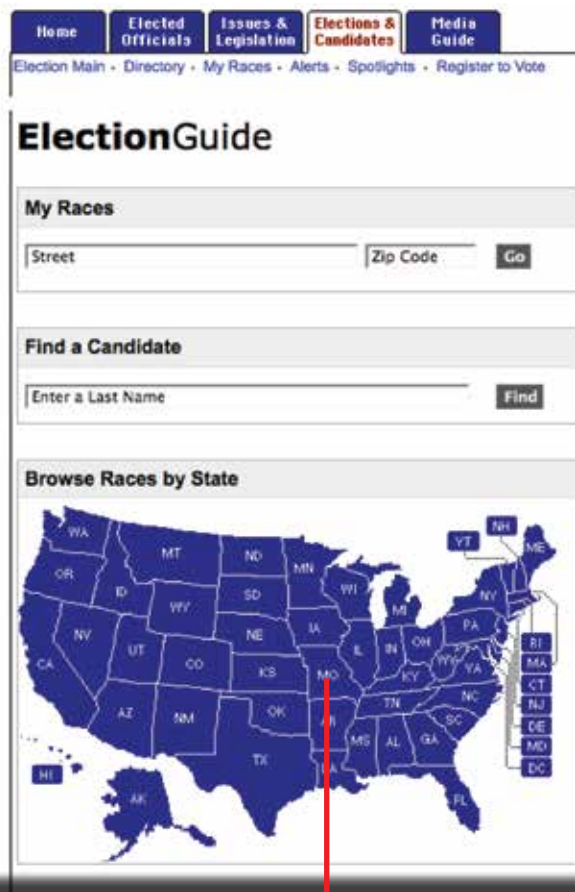 Home Elected Officials Issues & Legislation Elections & Candidates Media Guide
Election Main - Directory - My Races - Alerts - Spotlights - Register to Vote
ElectionGuide
My Races
Street Zip Code Go
Find a Candidate
Enter a Last Name Find
Browse Races by State
WA MT ND MN YT NH ME
OR ID SD WI NY
WY MI
NV NE IA PA RI
CA UT CO KS MO IL IN OH WV VA MA
KY CT
AZ NM OK AR TN NC NJ
SC DE
TX MS AL GA MD
HI LA DC
AK FL